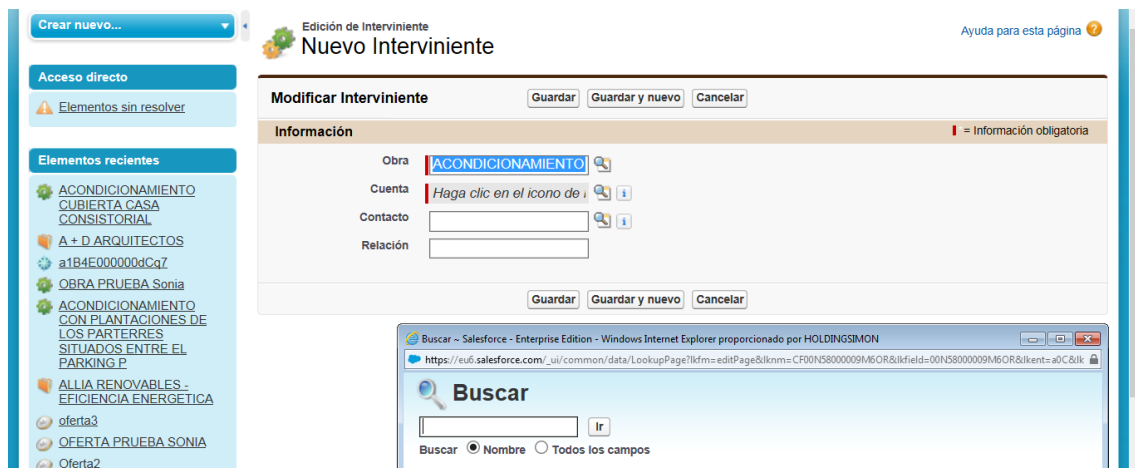 Crear nuevo...
Acceso directo
Elementos sin resolver
Elementos recientes
ACONDICIONAMIENTO
CUBIERTA CASA
CONSISTORIAL
A + D ARQUITECTOS
a1B4E000000dCq7
OBRA PRUEBA Sonia
ACONDICIONAMIENTO
CON PLANTACIONES DE
LOS PARTERRES
SITUADOS ENTRE EL
PARKING P
ALLIA RENOVABLES -
EFICIENCIA ENERGETICA
oferta3
OFERTA PRUEBA SONIA
Oferta2
Edición de Interviniente
Nuevo Interviniente
Ayuda para esta página
Modificar Interviniente Guardar Guardar y nuevo Cancelar
Información = Información obligatoria
Obra ACONDICIONAMIENTO
Cuenta Haga clic en el icono de
Contacto
Relación
Guardar Guardar y nuevo Cancelar
Buscar ~ Salesforce - Enterprise Edition - Windows Internet Explorer proporcionado por HOLDINGSIMON
https://eu6.salesforce.com/_ui/common/data/LookupPage?lkfm=editPage&lknm=CF00N58000009M6OR&lkfield=00N58000009M6OR&lkent=a0C&lk
Buscar
Ir
Buscar Nombre Todos los campos